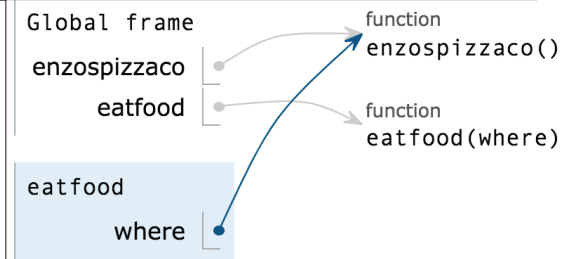 Global frame
enzospizzaco
eatfood
function
enzospizzaco()
function
eatfood(where)
eatfood
where